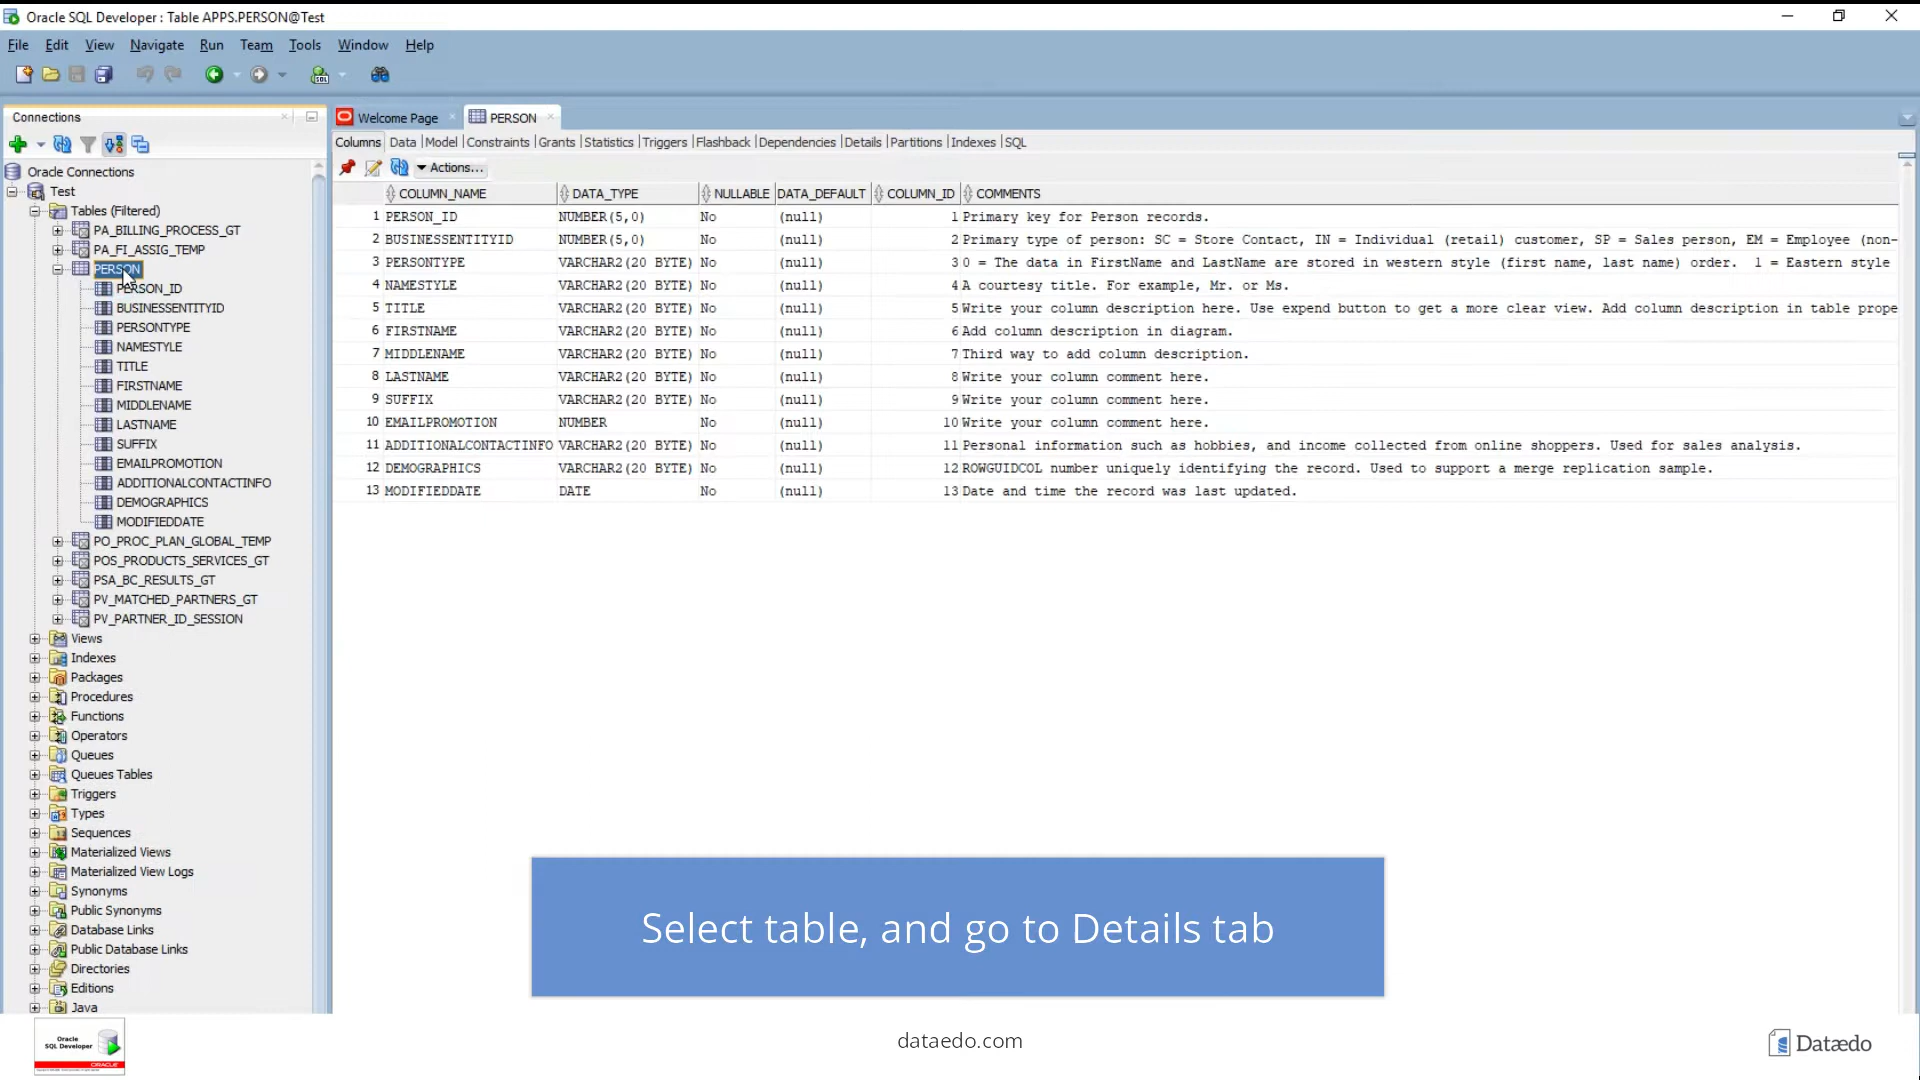 Oracle SQL Developer : Table APPS.PERSON@Test
File Edit View Navigate Run Team Tools Window Help
Connections
Oracle Connections
Test
Tables (Filtered)
PA_BILLING_PROCESS_GT
PA_FI_ASSIG_TEMP
PERSON
PERSON_ID
BUSINESSENTITYID
PERSONTYPE
NAMESTYLE
TITLE
FIRSTNAME
MIDDLENAME
LASTNAME
SUFFIX
EMAILPROMOTION
ADDITIONALCONTACTINFO
DEMOGRAPHICS
MODIFIEDDATE
PO_PROC_PLAN_GLOBAL_TEMP
POS_PRODUCTS_SERVICES_GT
PSA_BC_RESULTS_GT
PV_MATCHED_PARTNERS_GT
PV_PARTNER_ID_SESSION
Views
Indexes
Packages
Procedures
Functions
Operators
Queues
Queues Tables
Triggers
Types
Sequences
Materialized Views
Materialized View Logs
Synonyms
Public Synonyms
Database Links
Public Database Links
Directories
Editions
Java
Welcome Page PERSON
Columns Data Model Constraints Grants Statistics Triggers Flashback Dependencies Details Partitions Indexes SQL
Actions...
COLUMN_NAME DATA_TYPE NULLABLE DATA_DEFAULT COLUMN_ID COMMENTS
1 PERSON_ID NUMBER(5,0) No (null) 1 Primary key for Person records.
2 BUSINESSENTITYID NUMBER(5,0) No (null) 2 Primary type of person: SC = Store Contact, IN = Individual (retail) customer, SP = Sales person, EM = Employee (non-
3 PERSONTYPE VARCHAR2(20 BYTE) No (null) 3 0 = The data in FirstName and LastName are stored in western style (first name, last name) order. 1 = Eastern style
4 NAMESTYLE VARCHAR2(20 BYTE) No (null) 4 A courtesy title. For example, Mr. or Ms.
5 TITLE VARCHAR2(20 BYTE) No (null) 5 Write your column description here. Use expend button to get a more clear view. Add column description in table prope
6 FIRSTNAME VARCHAR2(20 BYTE) No (null) 6 Add column description in diagram.
7 MIDDLENAME VARCHAR2(20 BYTE) No (null) 7 Third way to add column description.
8 LASTNAME VARCHAR2(20 BYTE) No (null) 8 Write your column comment here.
9 SUFFIX VARCHAR2(20 BYTE) No (null) 9 Write your column comment here.
10 EMAILPROMOTION NUMBER No (null) 10 Write your column comment here.
11 ADDITIONALCONTACTINFO VARCHAR2(20 BYTE) No (null) 11 Personal information such as hobbies, and income collected from online shoppers. Used for sales analysis.
12 DEMOGRAPHICS VARCHAR2(20 BYTE) No (null) 12 ROWGUIDCOL number uniquely identifying the record. Used to support a merge replication sample.
13 MODIFIEDDATE DATE No (null) 13 Date and time the record was last updated.
Select table, and go to Details tab
Oracle
SQL Developer
ORACLE
dataedo.com
Datædo